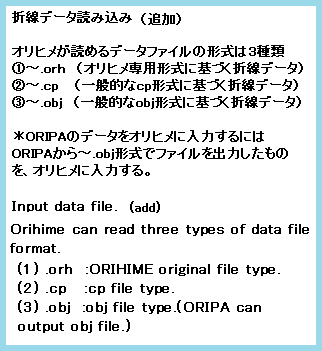 折線データ読み込み (追加)
オリヒメが読めるデータファイルの形式は3種類
①~.orh (オリヒメ専用形式に基づく折線データ)
②~.cp (一般的なcp形式に基づく折線データ)
③~.obj (一般的なobj形式に基づく折線データ)
*ORIPAのデータをオリヒメに入力するには
ORIPAから~.obj形式でファイルを出力したもの
を、オリヒメに入力する。
Input data file. (add)
Orihime can read three types of data file
format.
(1) .orh :ORIHIME original file type.
(2) .cp :cp file type.
(3) .obj :obj file type.(ORIPA can
output obj file.)